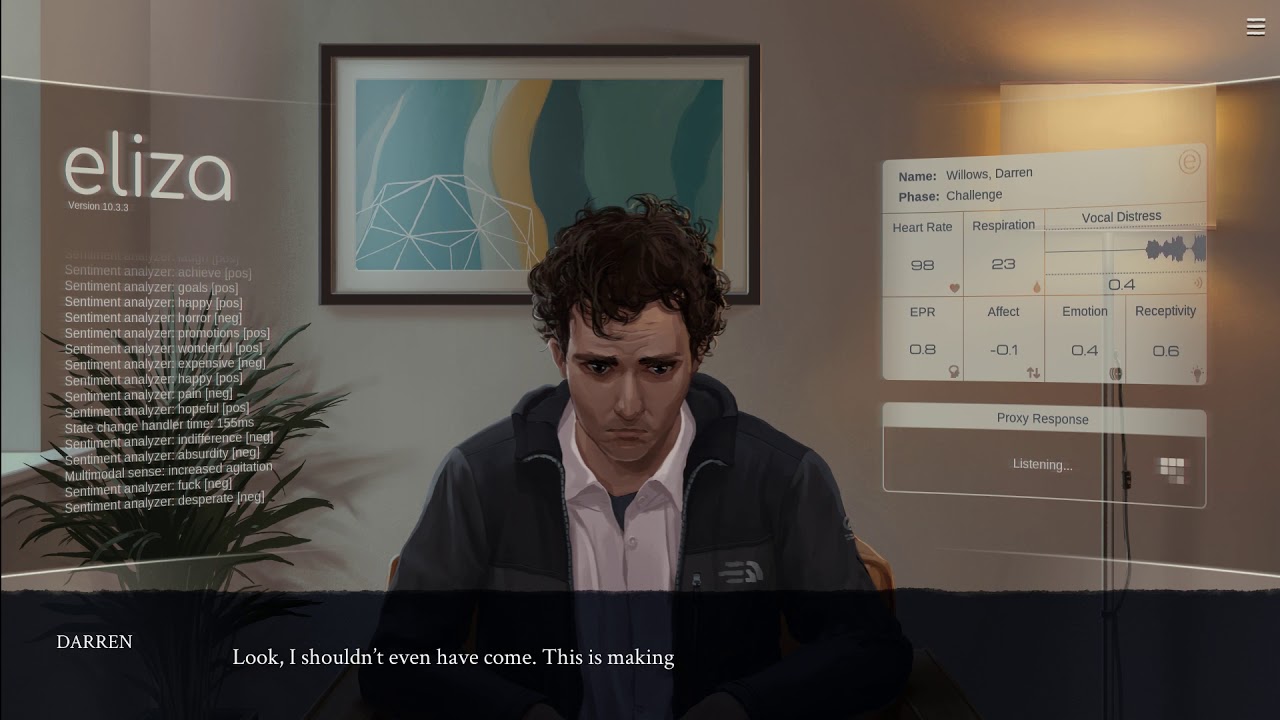 eliza
Version 10.3.3
Sentiment analyzer: achieve [pos]
Sentiment analyzer: goals [pos]
Sentiment analyzer: happy [pos]
Sentiment analyzer: horror [neg]
Sentiment analyzer: promotions [pos]
Sentiment analyzer: wonderful [pos]
Sentiment analyzer: expensive [neg]
Sentiment analyzer: happy [pos]
Sentiment analyzer: pain [neg]
Sentiment analyzer: hopeful [pos]
State change handler time: 155ms
Sentiment analyzer: indifference [neg]
Sentiment analyzer: absurdity [neg]
Multimodal sense: increased agitation
Sentiment analyzer: fuck [neg]
Sentiment analyzer: desperate [neg]
e
Name: Willows, Darren
Phase: Challenge
Heart Rate
98
Respiration
23
Vocal Distress
0.4
EPR
0.8
Affect
-0.1
Emotion
0.4
Receptivity
0.6
Proxy Response
Listening...
DARREN
Look, I shouldn't even have come. This is making